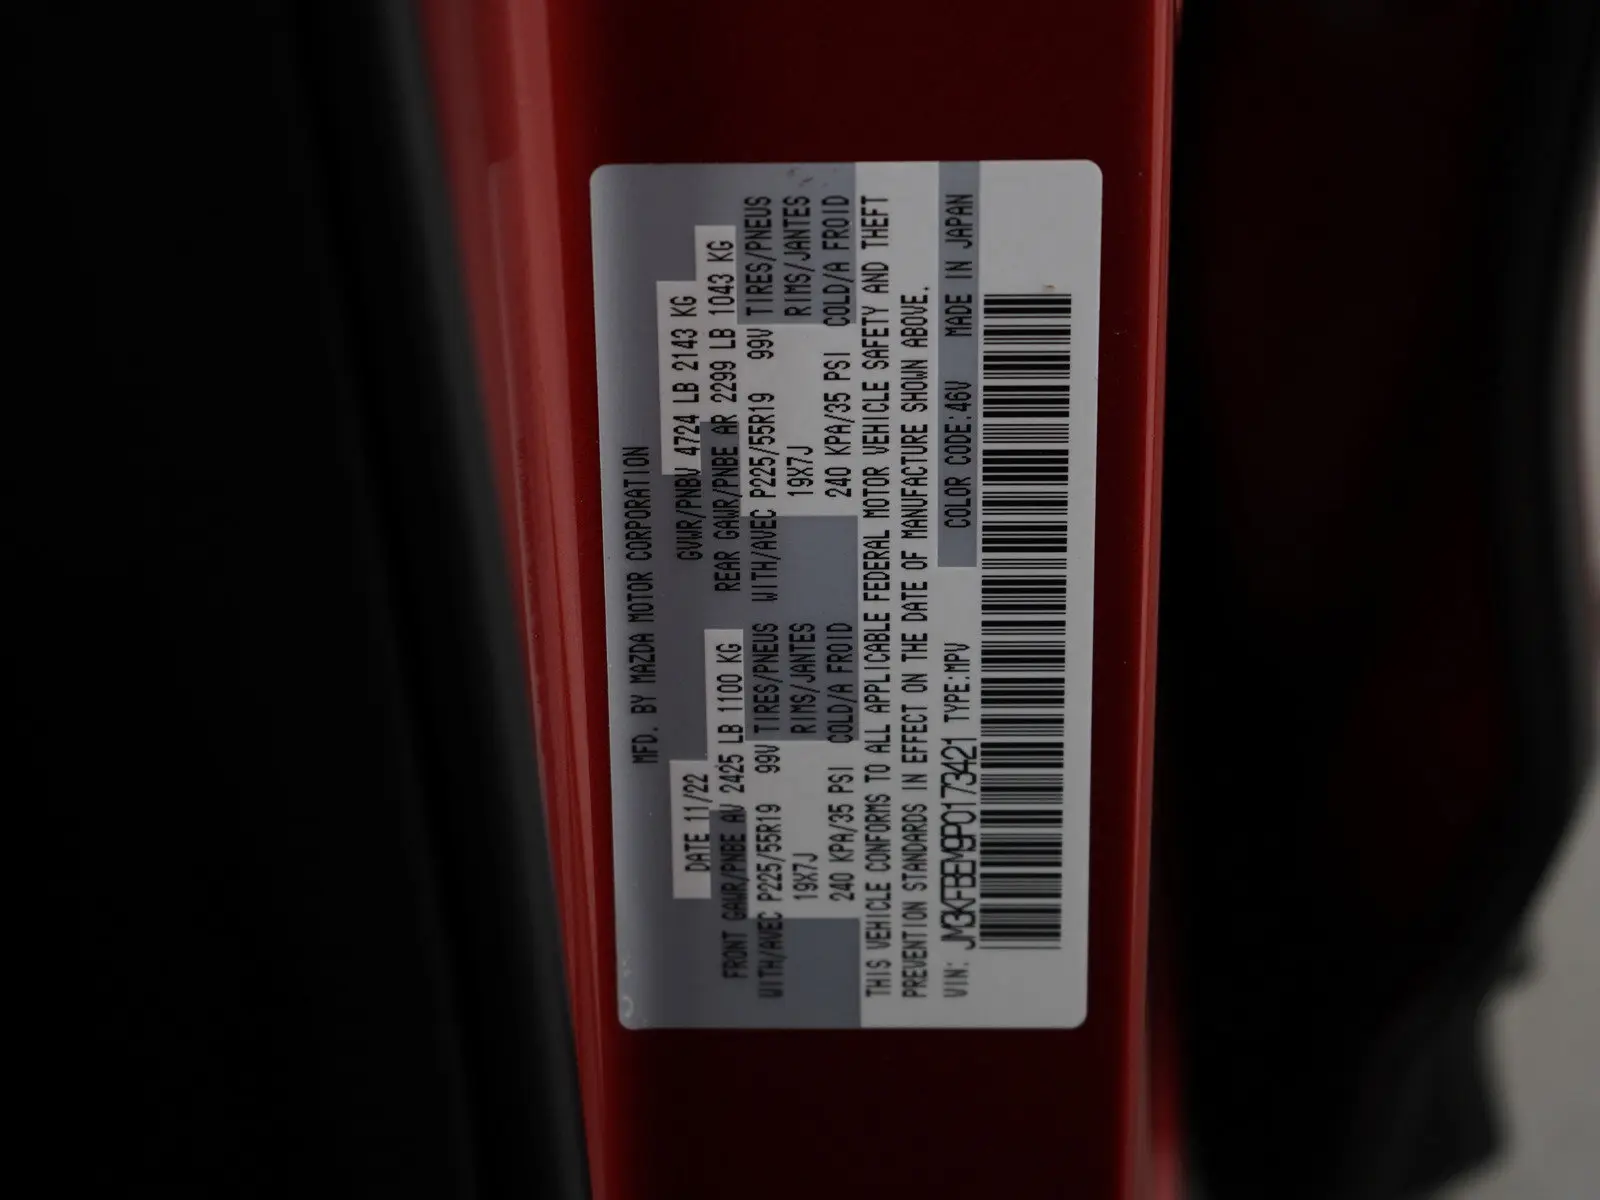 MFD. BY MAZDA MOTOR CORPORATION
DATE 11/22 GVWR/PNBV 4724 LB 2143 KG
FRONT GAWR/PNBE AV 2425 LB 1100 KG REAR GAWR/PNBE AR 2299 LB 1043 KG
WITH/AVEC P225/55R19 99V TIRES/PNEUS WITH/AVEC P225/55R19 99V TIRES/PNEUS
19X7J RIMS/JANTES 19X7J RIMS/JANTES
240 KPA/35 PSI COLD/A FROID 240 KPA/35 PSI COLD/A FROID
THIS VEHICLE CONFORMS TO ALL APPLICABLE FEDERAL MOTOR VEHICLE SAFETY AND THEFT
PREVENTION STANDARDS IN EFFECT ON THE DATE OF MANUFACTURE SHOWN ABOVE.
VIN: JM3KFBEM9P0173421 TYPE:MPV COLOR CODE:46V MADE IN JAPAN